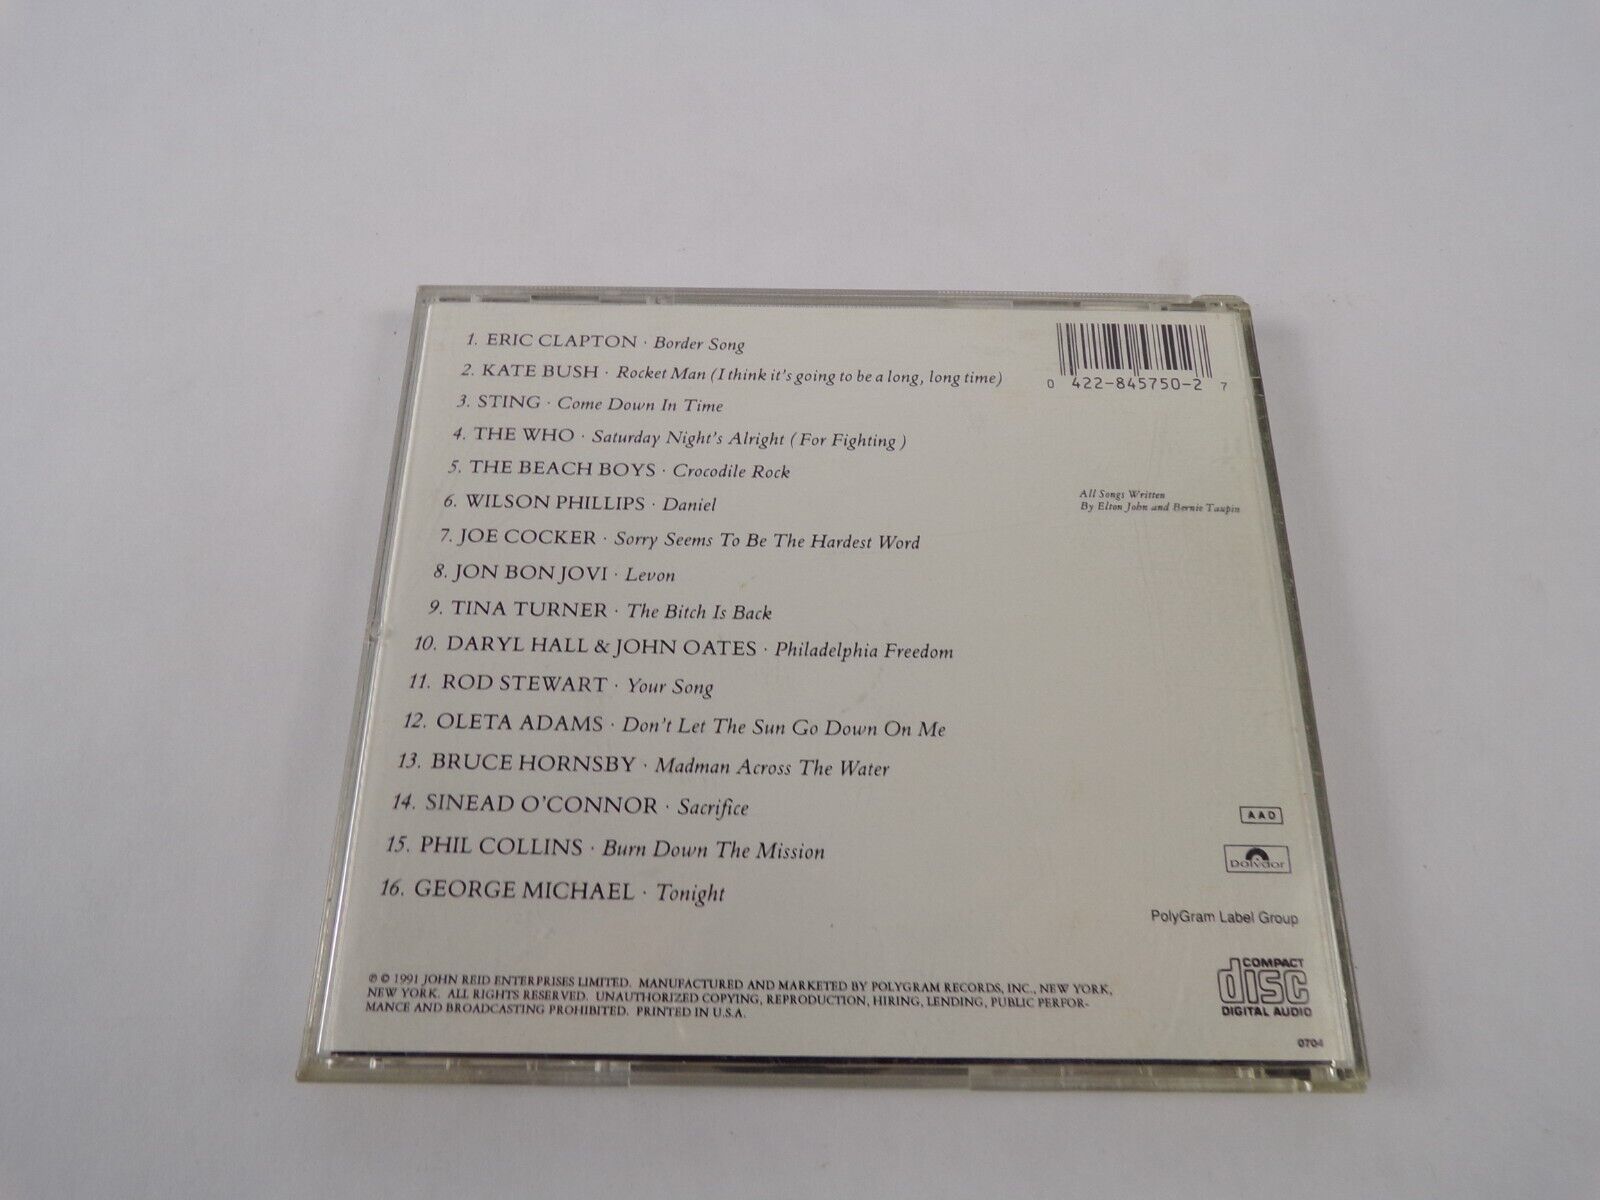 1. ERIC CLAPTON · Border Song
2. KATE BUSH · Rocket Man (I think it's going to be a long, long time)
3. STING · Come Down In Time
4. THE WHO · Saturday Night's Alright (For Fighting)
5. THE BEACH BOYS · Crocodile Rock
6. WILSON PHILLIPS · Daniel
7. JOE COCKER · Sorry Seems To Be The Hardest Word
8. JON BON JOVI · Levon
9. TINA TURNER · The Bitch Is Back
10. DARYL HALL & JOHN OATES · Philadelphia Freedom
11. ROD STEWART · Your Song
12. OLETA ADAMS · Don't Let The Sun Go Down On Me
13. BRUCE HORNSBY · Madman Across The Water
14. SINEAD O'CONNOR · Sacrifice
15. PHIL COLLINS · Burn Down The Mission
16. GEORGE MICHAEL · Tonight
0 422-845750-2 7
All Songs Written
By Elton John and Bernie Taupin
AAD
polydor
PolyGram Label Group
℗ © 1991 JOHN REID ENTERPRISES LIMITED. MANUFACTURED AND MARKETED BY POLYGRAM RECORDS, INC., NEW YORK,
NEW YORK. ALL RIGHTS RESERVED. UNAUTHORIZED COPYING, REPRODUCTION, HIRING, LENDING, PUBLIC PERFOR-
MANCE AND BROADCASTING PROHIBITED. PRINTED IN U.S.A.
COMPACT
disc
DIGITAL AUDIO
0704